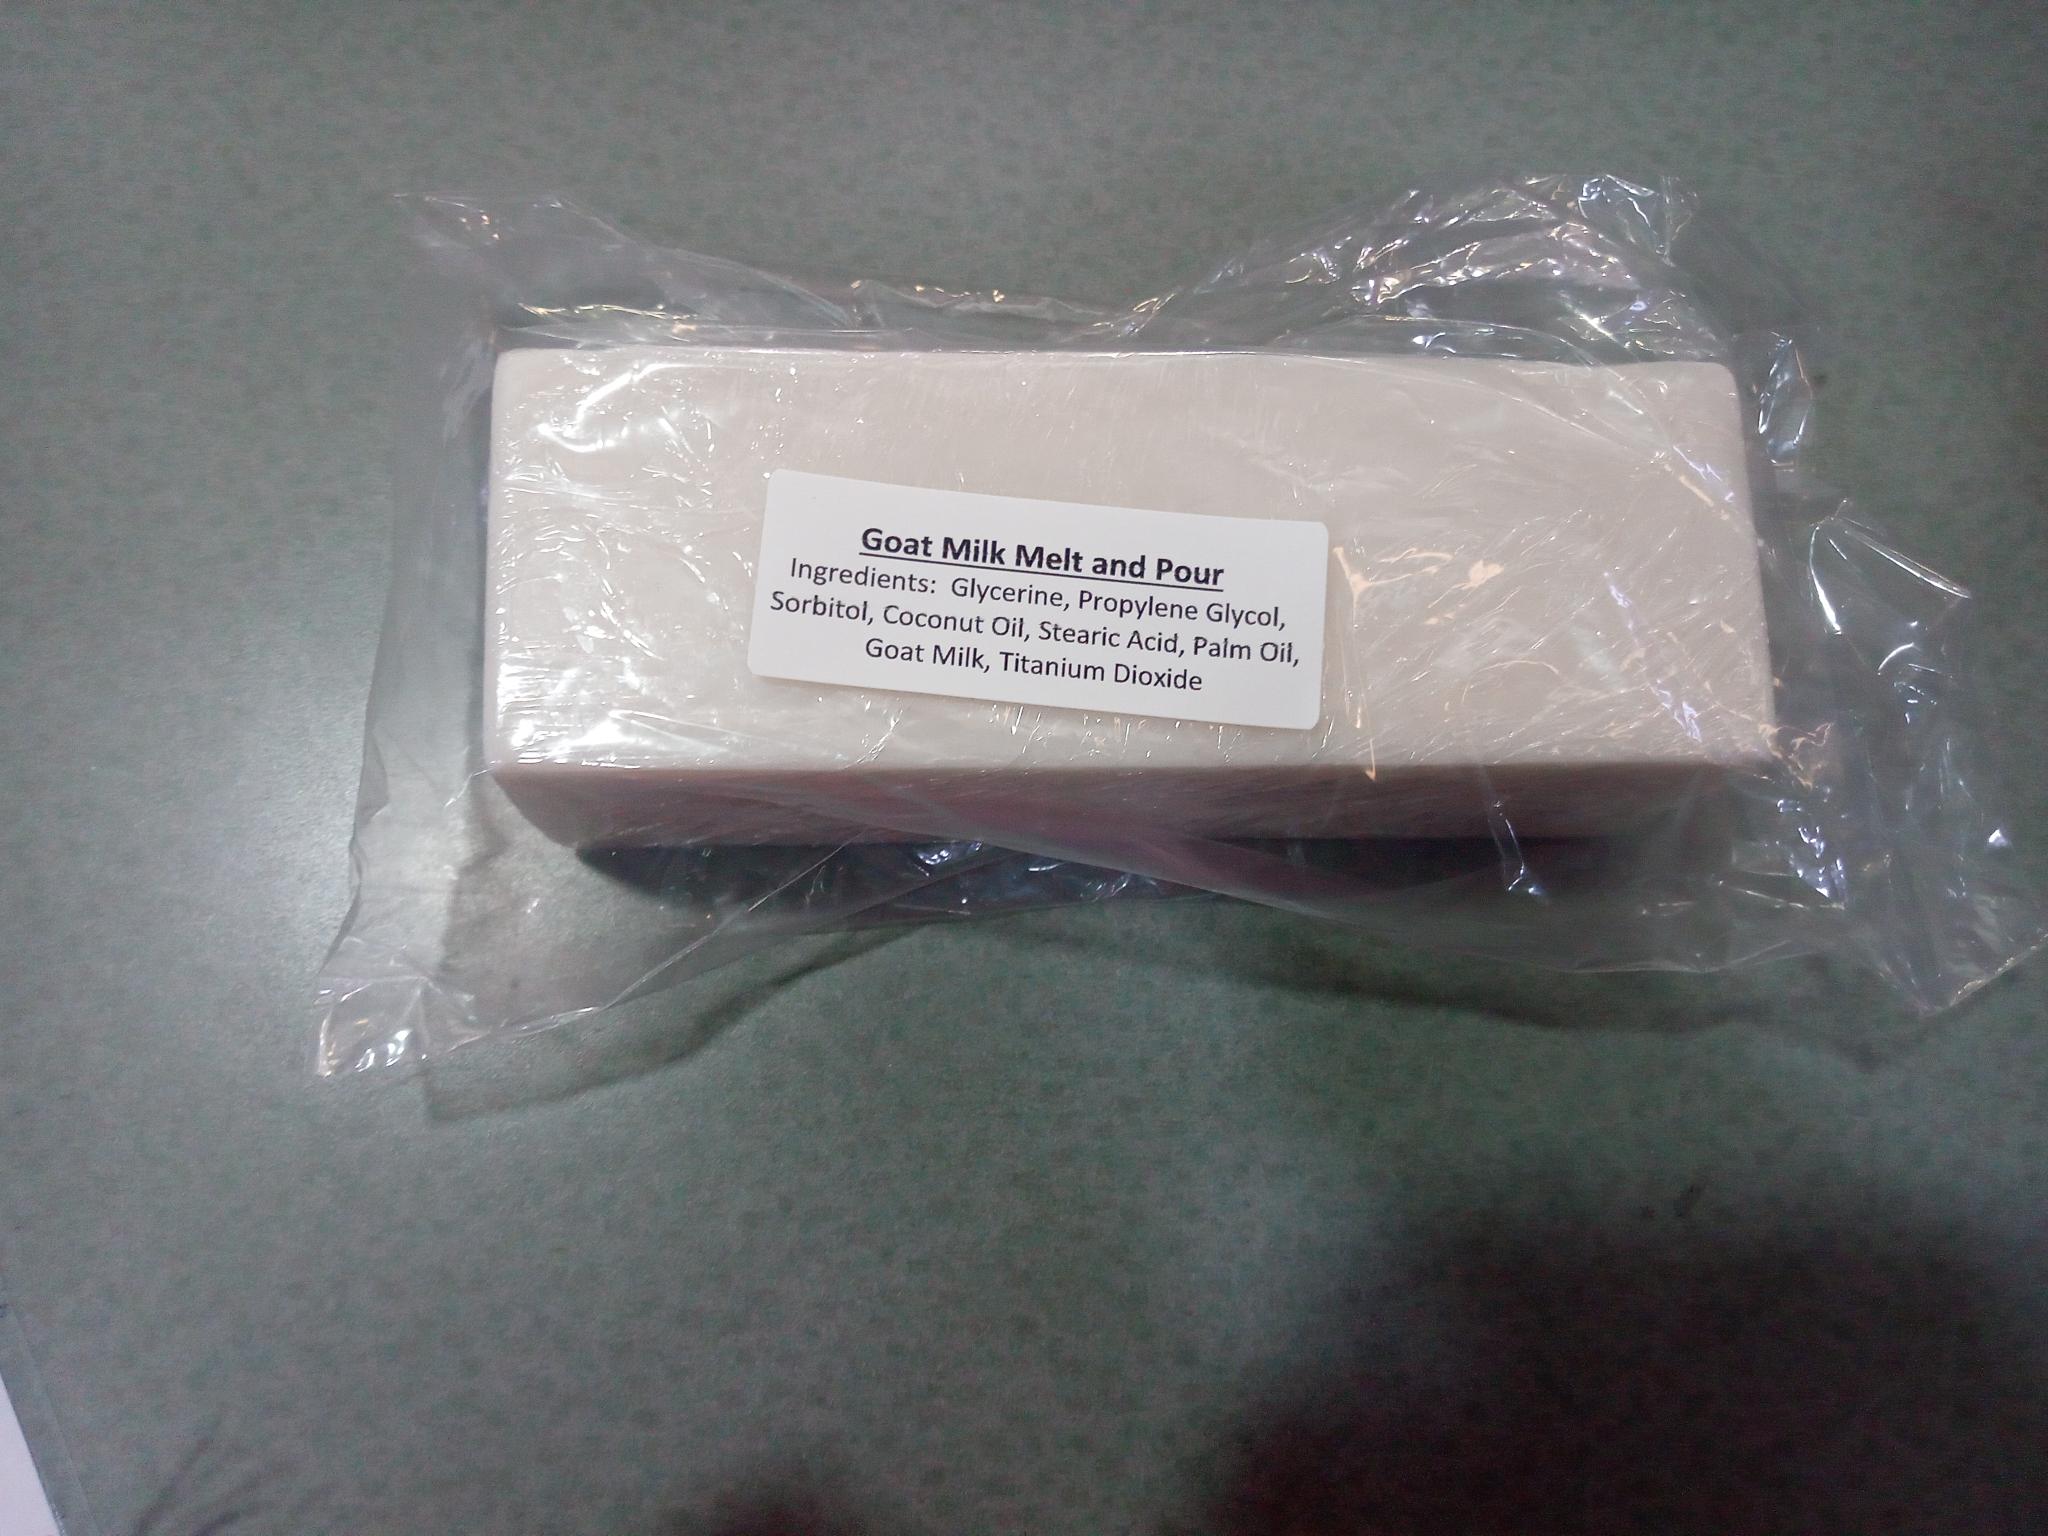 Goat Milk Melt and Pour
Ingredients:  Glycerine, Propylene Glycol,
Sorbitol, Coconut Oil, Stearic Acid, Palm Oil,
Goat Milk, Titanium Dioxide